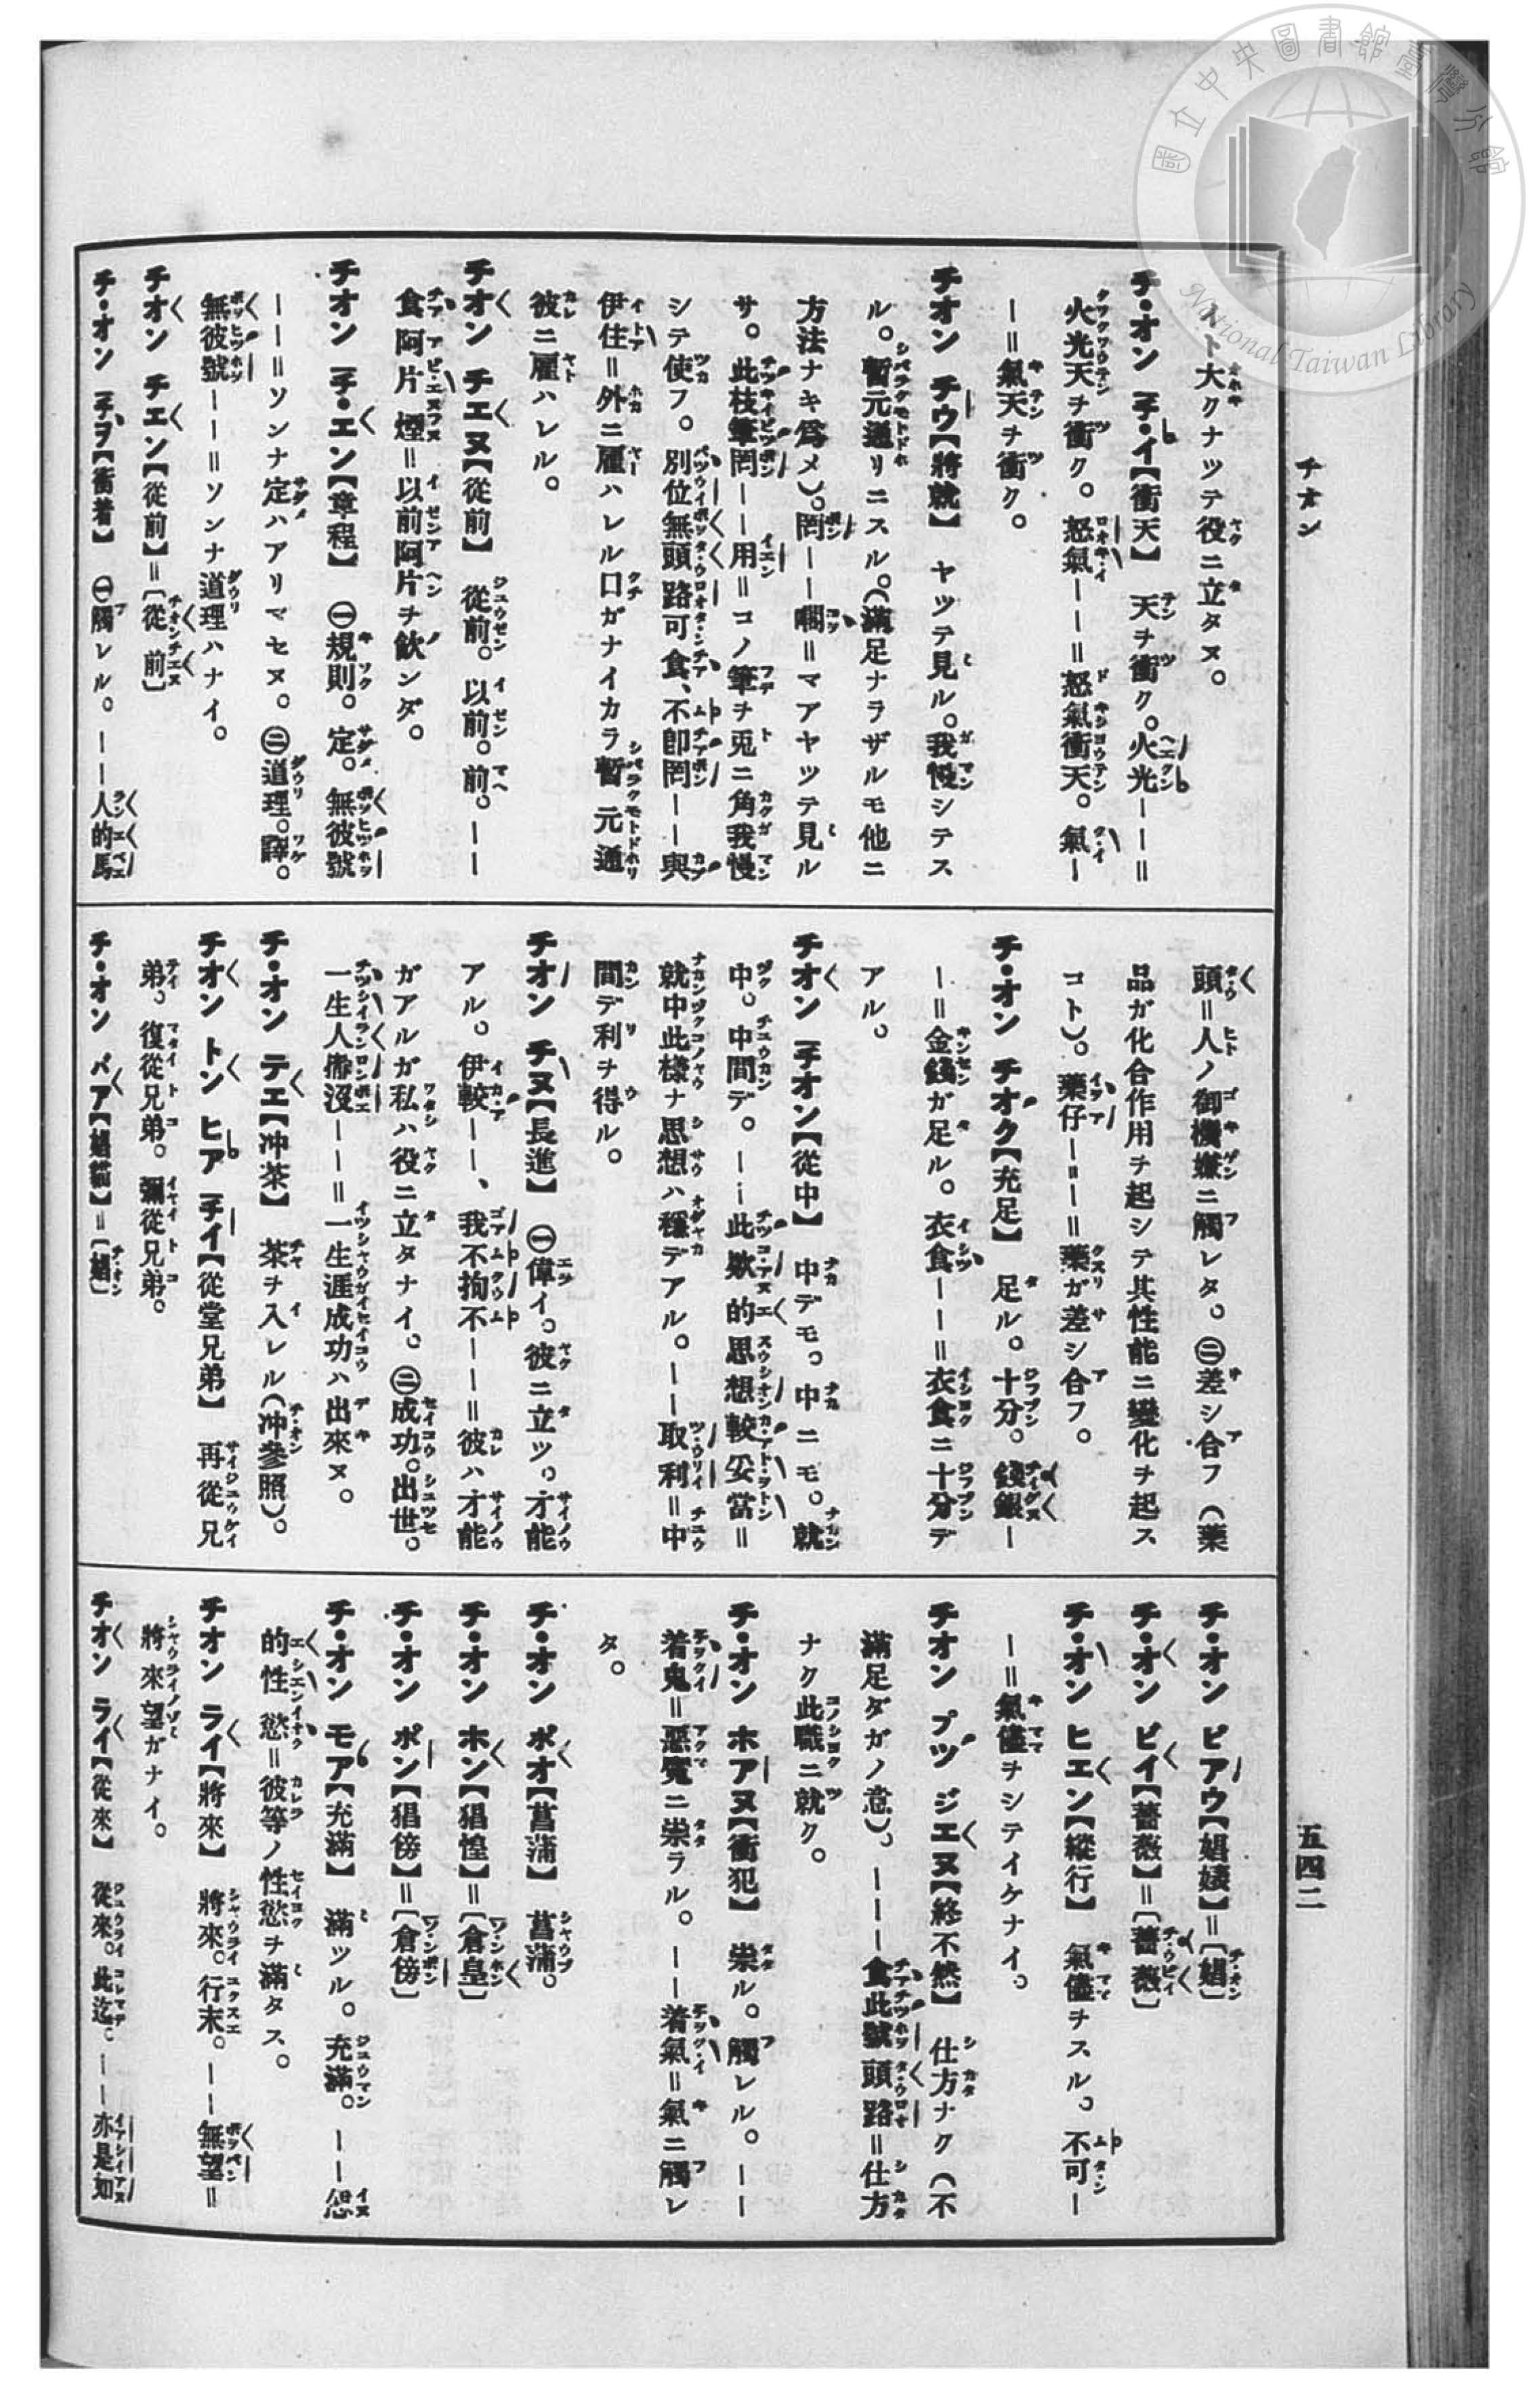 國立中央圖書館臺灣分館
National Taiwan Library
チオン
五四二
スト大クナツテ役ニ立タヌ。
チ・オン チ・イ【衝天】 天ヲ衝ク。火光ーー＝
火光天ヲ衝ク。怒氣ーー＝怒氣衝天。氣ー
ー＝氣天ヲ衝ク。
チオン チウ【將就】 ヤツテ見ル。我慢シテス
ル。暫元通リニスル。(滿足ナラザルモ他ニ
方法ナキ爲メ)。罔ーー嘓＝マアヤツテ見ル
サ。此枝筆罔ーー用＝コノ筆ヲ兎ニ角我慢
シテ使フ。別位無頭路可食、不卽罔ーー與
伊住＝外ニ雇ハレル口ガナイカラ暫元通
彼ニ雇ハレル。
チオン チエヌ【從前】 從前。以前。前。ーー
食阿片煙＝以前阿片ヲ飮ンダ。
チオン チ・エン【章程】 ㊀規則。定。無彼號
ーー＝ソンナ定ハアリマセヌ。㊁道理。譯。
無彼號ーー＝ソンナ道理ハナイ。
チオン チエン【從前】＝〔從前〕
チ・オン チヲ【衝着】 ㊀觸レル。ーー人的馬
頭＝人ノ御機嫌ニ觸レタ。㊁差シ合フ(藥
品ガ化合作用ヲ起シテ其性能ニ變化ヲ起ス
コト)。藥仔ー＝ー＝藥ガ差シ合フ。
チ・オン チオク【充足】 足ル。十分。錢銀ー
ー＝金錢ガ足ル。衣食ーー＝衣食ニ十分デ
アル。
チオン チオン【從中】 中デモ。中ニモ。就
中。中間デ。ーー此欵的思想較妥當＝
就中此樣ナ思想ハ穩デアル。ーー取利＝中
間デ利ヲ得ル。
チオン チヌ【長進】 ㊀偉イ。彼ニ立ツ。才能
アル。伊較ーー、我不拘不ーー＝彼ハ才能
ガアルガ私ハ役ニ立タナイ。㊁成功。出世。
一生人袮沒ーー＝一生涯成功ハ出來ヌ。
チ・オン テエ【冲茶】 茶ヲ入レル(冲參照)。
チオン トン ヒア チイ【從堂兄弟】 再從兄
弟。復從兄弟。彌從兄弟。
チ・オン バア【娼猫】＝〔娼〕
チ・オン ピアウ【娼婊】＝〔娼〕
チ・オン ビイ【薔薇】＝〔薔薇〕
チ・オン ヒエン【縱行】 氣儘ヲスル。不可ー
ー＝氣儘ヲシテイケナイ。
チオン プツ ジエヌ【終不然】 仕方ナク(不
滿足ダガノ意)。ーーー食此號頭路＝仕方
ナク此職ニ就ク。
チ・オン ホアヌ【衝犯】 祟ル。觸レル。ーー
着鬼＝惡魔ニ祟ラル。ーー着氣＝氣ニ觸レ
タ。
チ・オン ポオ【菖蒲】 菖蒲。
チ・オン ホン【猖惶】＝〔倉皇〕
チ・オン ポン【猖傍】＝〔倉傍〕
チ・オン モア【充滿】 滿ツル。充滿。ーー恁
的性慾＝彼等ノ性慾ヲ滿タス。
チオン ライ【將來】 將來。行末。ーー無望＝
將來望ガナイ。
チオン ライ【從來】 從來。此迄。ーー亦是如